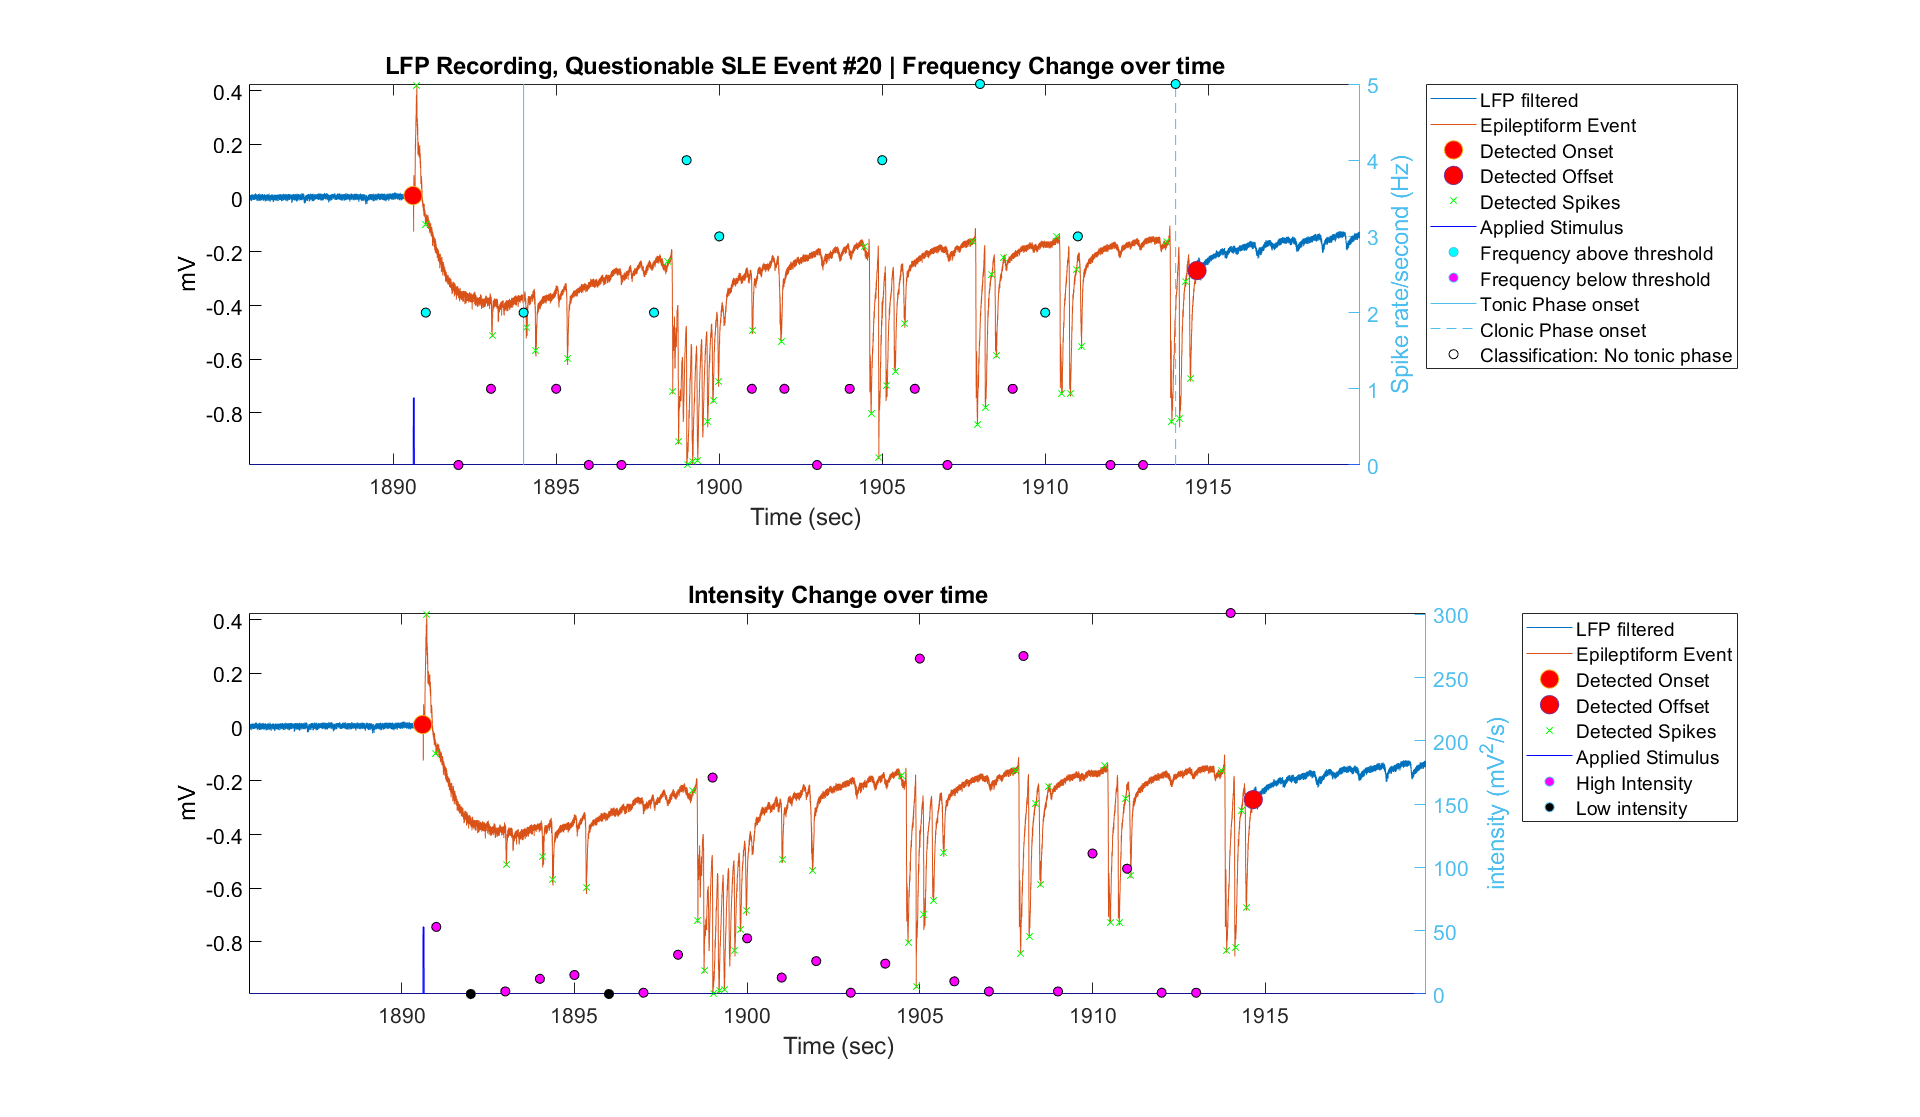 LFP Recording, Questionable SLE Event #20 | Frequency Change over time
0.4
0.2
0
-0.2
-0.4
-0.6
-0.8
mV
1890 1895 1900 1905 1910 1915
Time (sec)
5
4
3
2
1
0
Spike rate/second (Hz)
LFP filtered
Epileptiform Event
Detected Onset
Detected Offset
Detected Spikes
Applied Stimulus
Frequency above threshold
Frequency below threshold
Tonic Phase onset
Clonic Phase onset
Classification: No tonic phase
Intensity Change over time
0.4
0.2
0
-0.2
-0.4
-0.6
-0.8
mV
1890 1895 1900 1905 1910 1915
Time (sec)
300
250
200
150
100
50
0
intensity (mV²/s)
LFP filtered
Epileptiform Event
Detected Onset
Detected Offset
Detected Spikes
Applied Stimulus
High Intensity
Low intensity